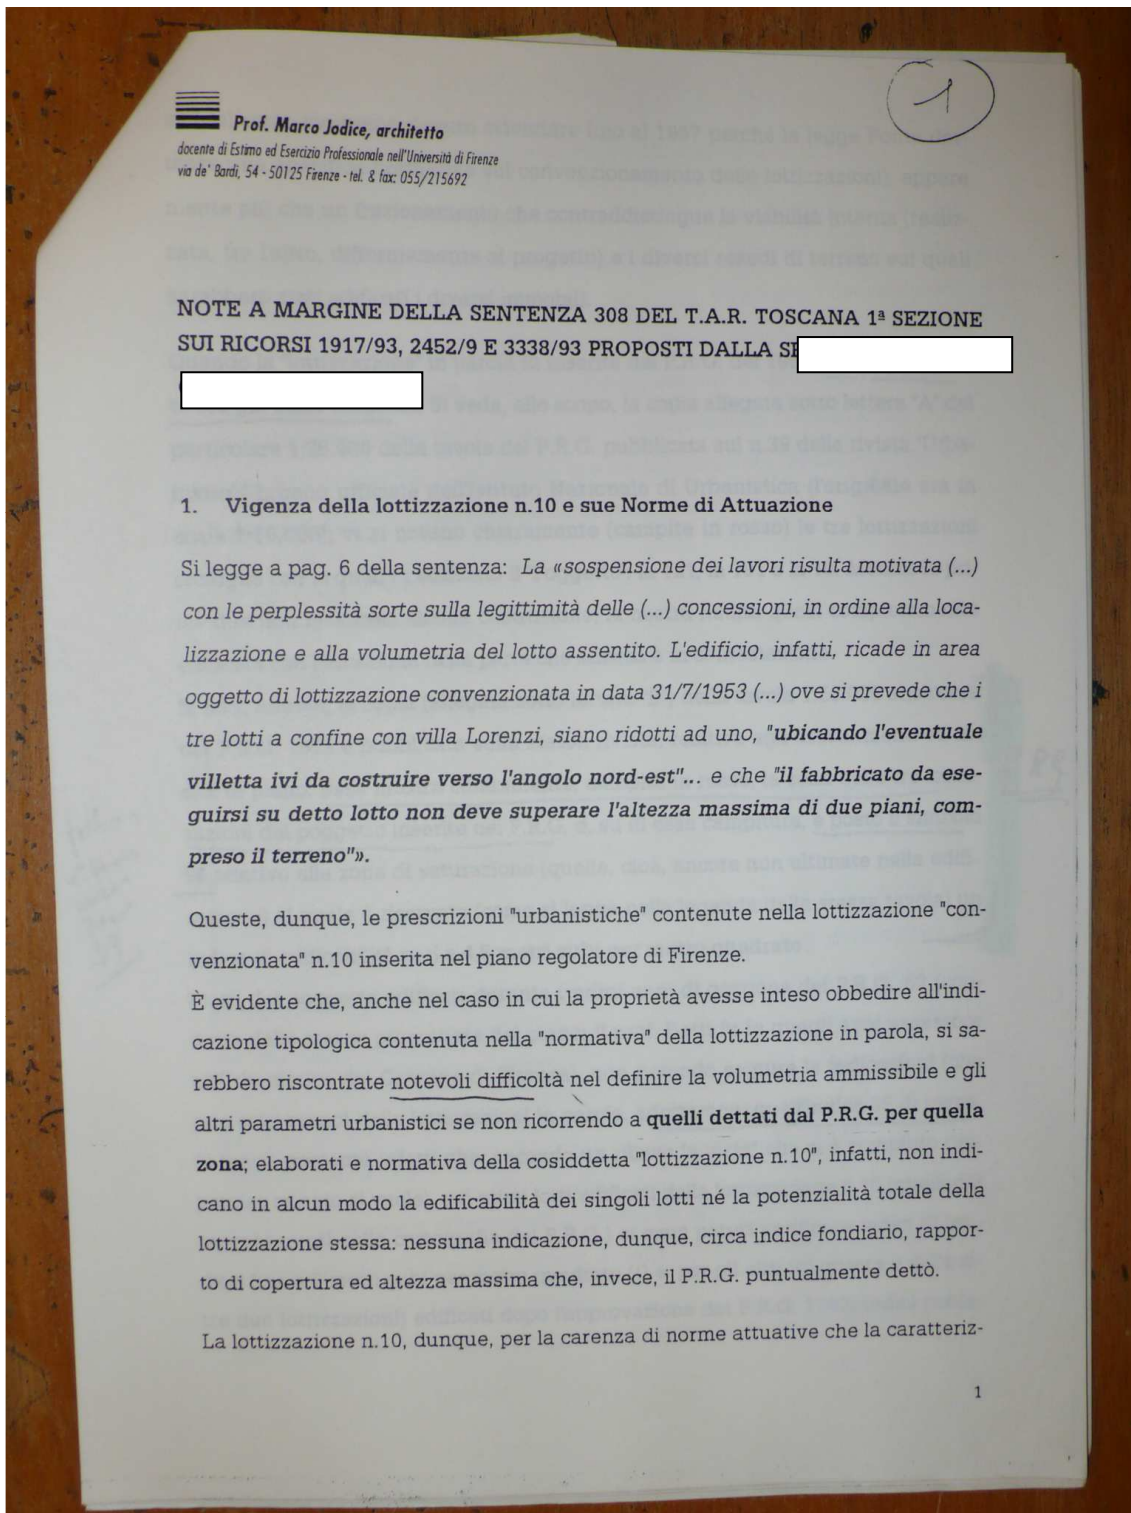 1
Prof. Marco Jodice, architetto
docente di Estimo ed Esercizio Professionale nell'Università di Firenze
via de' Bardi, 54 - 50125 Firenze - tel. & fax: 055/215692
NOTE A MARGINE DELLA SENTENZA 308 DEL T.A.R. TOSCANA 1ª SEZIONE
SUI RICORSI 1917/93, 2452/9 E 3338/93 PROPOSTI DALLA
1. Vigenza della lottizzazione n.10 e sue Norme di Attuazione
Si legge a pag. 6 della sentenza: La «sospensione dei lavori risulta motivata (...)
con le perplessità sorte sulla legittimità delle (...) concessioni, in ordine alla loca-
lizzazione e alla volumetria del lotto assentito. L'edificio, infatti, ricade in area
oggetto di lottizzazione convenzionata in data 31/7/1953 (...) ove si prevede che i
tre lotti a confine con villa Lorenzi, siano ridotti ad uno, "ubicando l'eventuale
villetta ivi da costruire verso l'angolo nord-est"... e che "il fabbricato da ese-
guirsi su detto lotto non deve superare l'altezza massima di due piani, com-
preso il terreno"».
Queste, dunque, le prescrizioni "urbanistiche" contenute nella lottizzazione "con-
venzionata" n.10 inserita nel piano regolatore di Firenze.
È evidente che, anche nel caso in cui la proprietà avesse inteso obbedire all'indi-
cazione tipologica contenuta nella "normativa" della lottizzazione in parola, si sa-
rebbero riscontrate notevoli difficoltà nel definire la volumetria ammissibile e gli
altri parametri urbanistici se non ricorrendo a quelli dettati dal P.R.G. per quella
zona; elaborati e normativa della cosiddetta "lottizzazione n.10", infatti, non indi-
cano in alcun modo la edificabilità dei singoli lotti né la potenzialità totale della
lottizzazione stessa: nessuna indicazione, dunque, circa indice fondiario, rappor-
to di copertura ed altezza massima che, invece, il P.R.G. puntualmente dettò.
La lottizzazione n.10, dunque, per la carenza di norme attuative che la caratteriz-
1